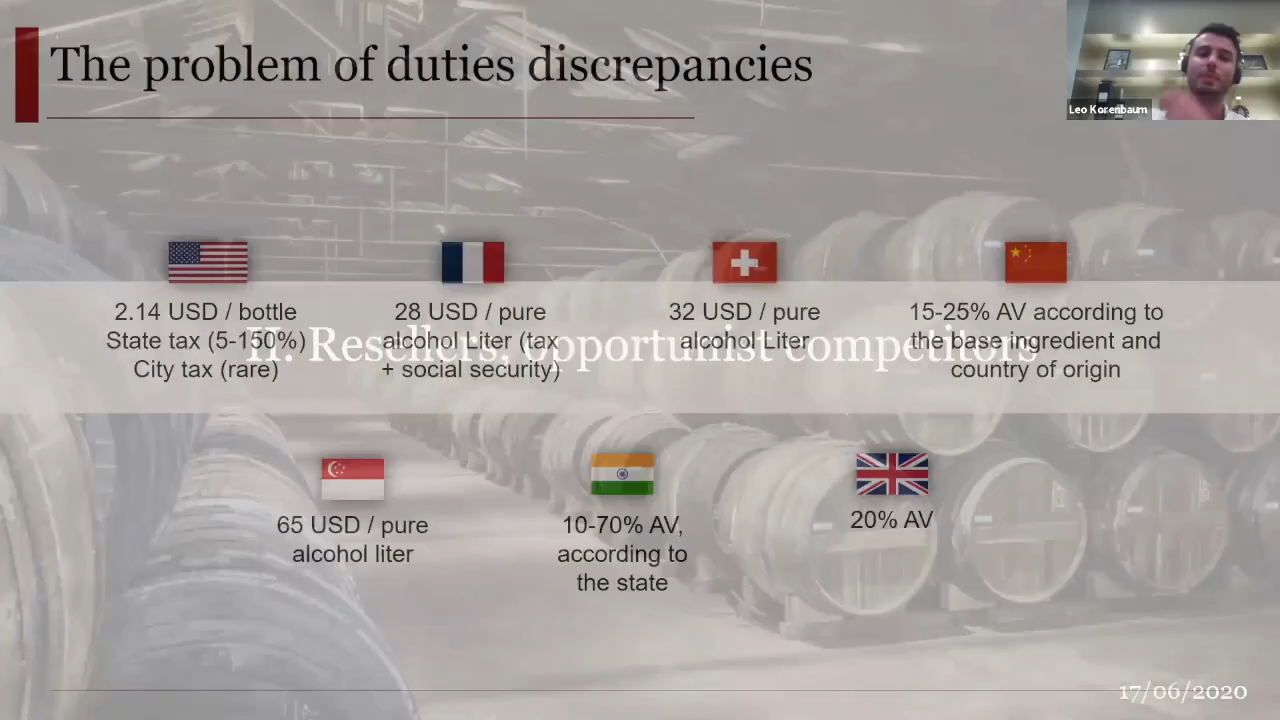 The problem of duties discrepancies
Leo Korenbaum
2.14 USD / bottle
State tax (5-150%)
City tax (rare)
28 USD / pure
alcohol Liter (tax
+ social security)
32 USD / pure
alcohol Liter
15-25% AV according to
the base ingredient and
country of origin
II. Resellers, opportunist competitors
65 USD / pure
alcohol liter
10-70% AV,
according to
the state
20% AV
17/06/2020